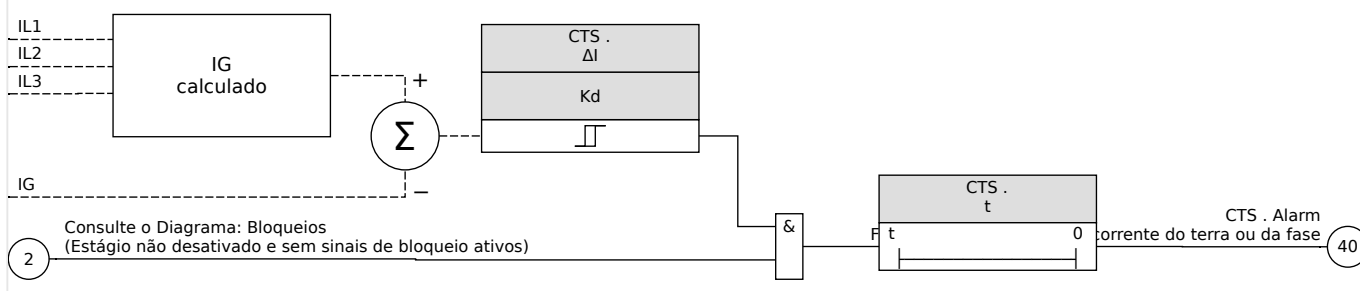 IL1
IL2
IL3
IG
calculado
+
Σ
−
CTS .
ΔI
Kd
IG
Consulte o Diagrama: Bloqueios
(Estágio não desativado e sem sinais de bloqueio ativos)
2
&
CTS .
t
t 0
CTS . Alarm
F corrente do terra ou da fase
40